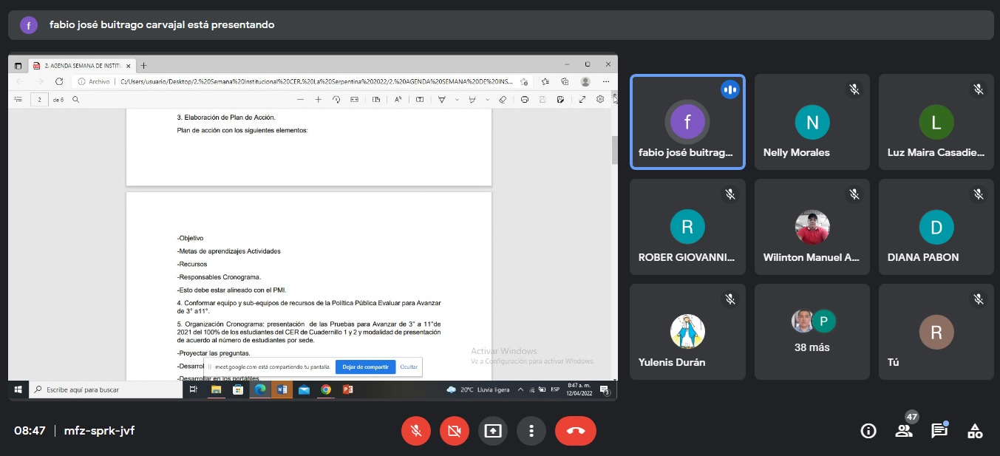 f fabio josé buitrago carvajal está presentando
2. AGENDA SEMANA DE INSTIT
Archivo C:/Users/usuario/Desktop/2.%20Semana%20Institucional%20CER.%20La%20Serpentina%202022/2.%20AGENDA%20SEMANA%20DE%20INS...
2 de 6
3. Elaboración de Plan de Acción.
Plan de acción con los siguientes elementos:
-Objetivo
-Metas de aprendizajes Actividades
-Recursos
-Responsables Cronograma.
-Esto debe estar alineado con el PMI.
4. Conformar equipo y sub-equipos de recursos de la Política Pública Evaluar para Avanzar
de 3° a11°.
5. Organización Cronograma: presentación de las Pruebas para Avanzar de 3° a 11°de
2021 del 100% de los estudiantes del CER de Cuadernillo 1 y 2 y modalidad de presentación
de acuerdo al número de estudiantes por sede.
-Proyectar las preguntas.
-Desarrol
-Desarrollar en los portátiles.
meet.google.com está compartiendo tu pantalla. Dejar de compartir Ocultar
Activar Windows
Ve a Configuración para activar Windows.
Escribe aquí para buscar
20°C Lluvia ligera ESP 8:47 a. m.
12/04/2022
3
f
fabio josé buitrag...
N
Nelly Morales
L
Luz Maira Casadie...
R
ROBER GIOVANNI...
Wilinton Manuel A...
D
DIANA PABON
Yulenis Durán
P
38 más
R
Tú
08:47 | mfz-sprk-jvf
47